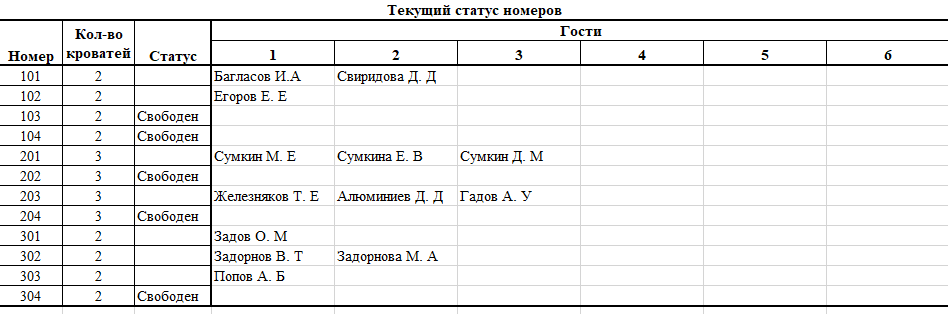 Текущий статус номеров
Номер Кол-во кроватей Статус Гости
1 2 3 4 5 6
101 2 Багласов И.А Свиридова Д. Д
102 2 Егоров Е. Е
103 2 Свободен
104 2 Свободен
201 3 Сумкин М. Е Сумкина Е. В Сумкин Д. М
202 3 Свободен
203 3 Железняков Т. Е Алюминиев Д. Д Гадов А. У
204 3 Свободен
301 2 Задов О. М
302 2 Задорнов В. Т Задорнова М. А
303 2 Попов А. Б
304 2 Свободен